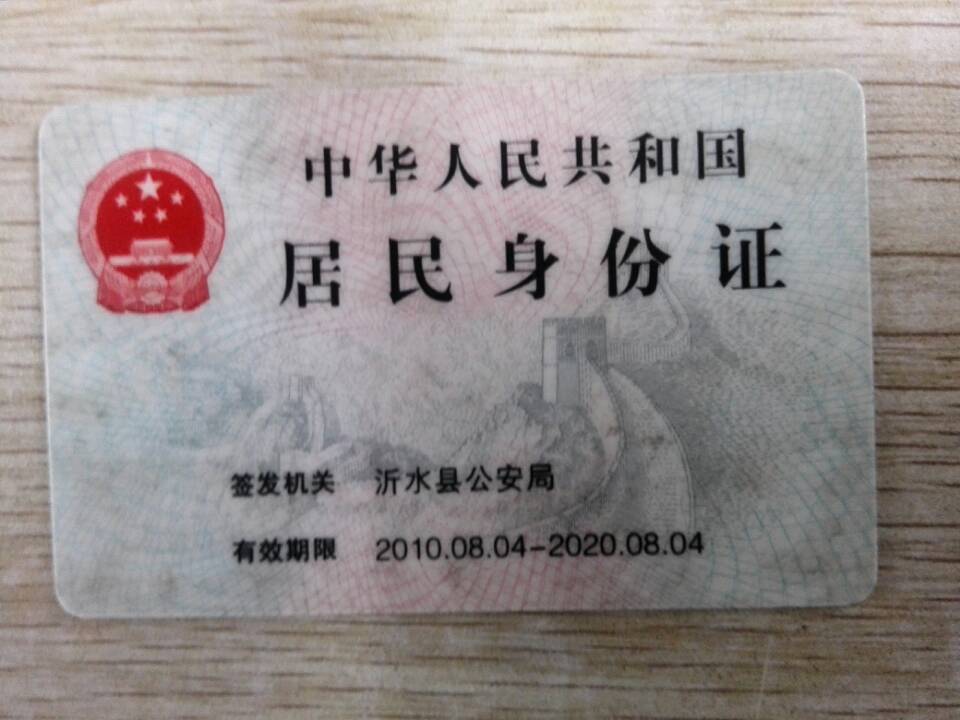 中华人民共和国
居民身份证
签发机关 沂水县公安局
有效期限 2010.08.04-2020.08.04